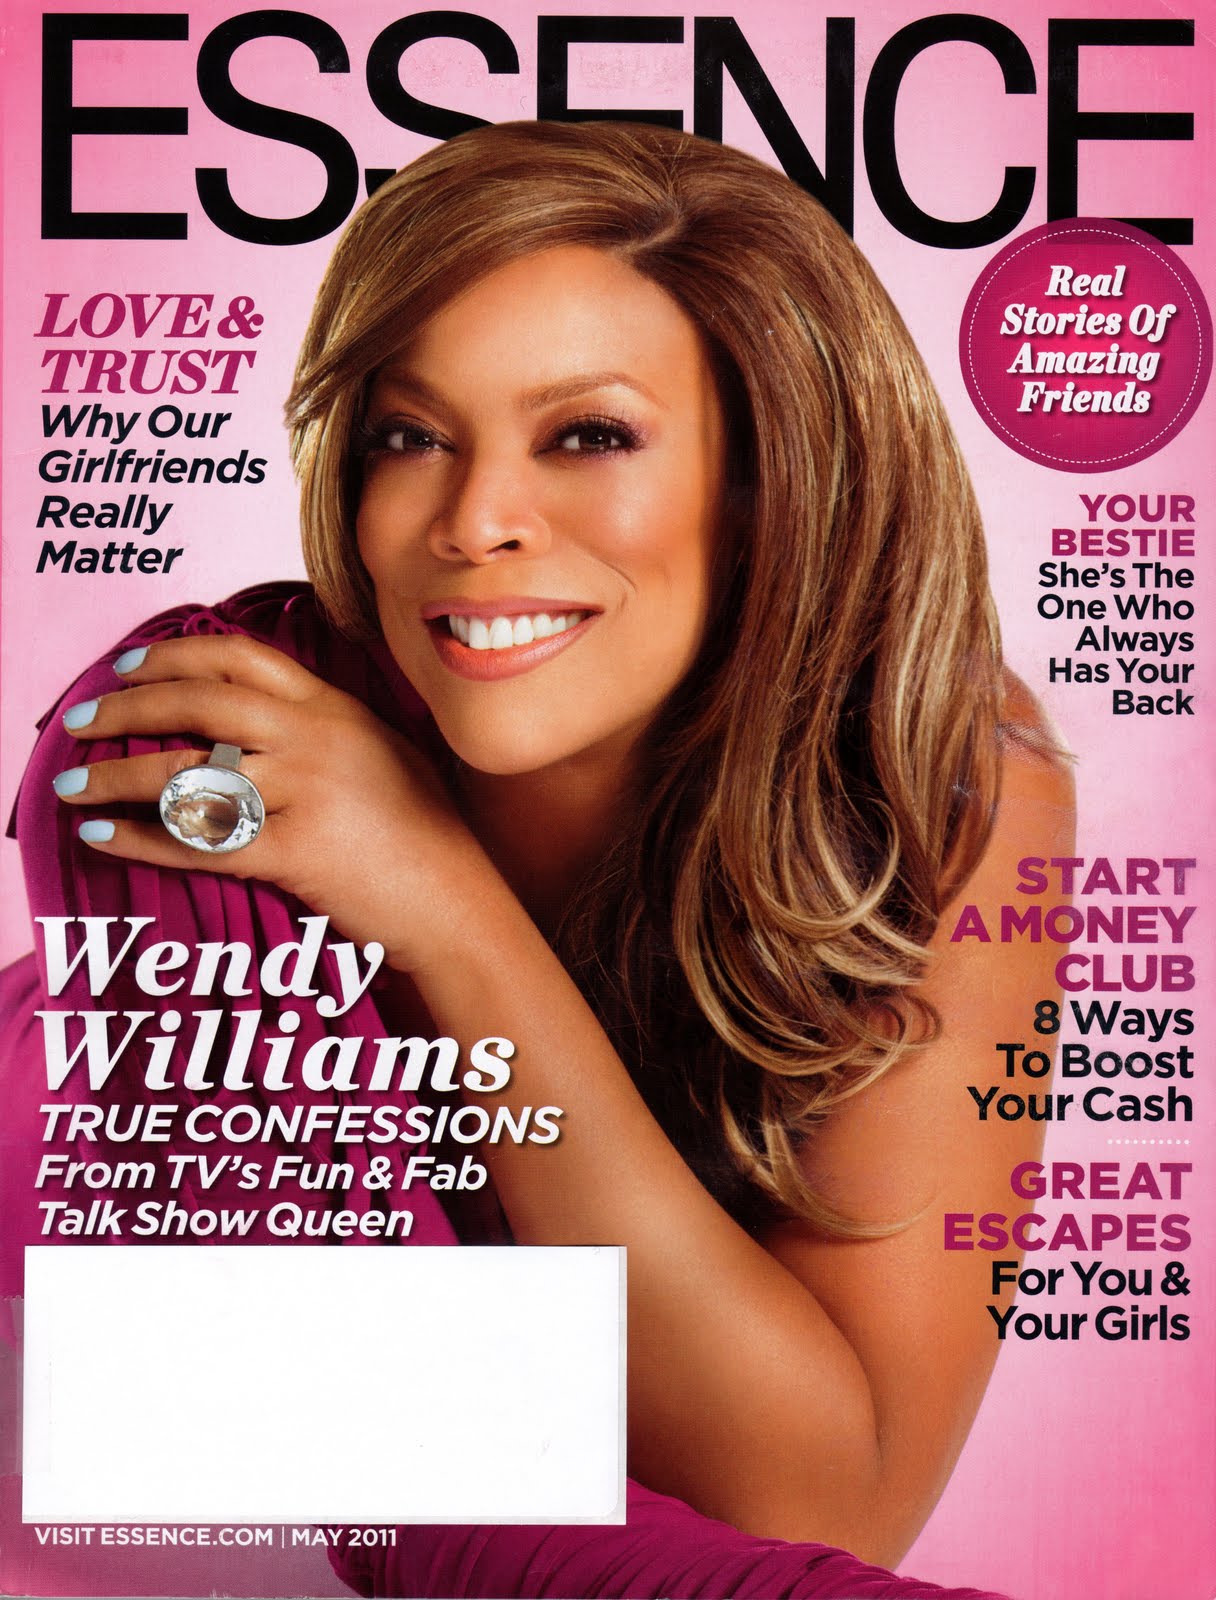 ESSENCE
LOVE &
TRUST
Why Our
Girlfriends
Really
Matter
Real
Stories Of
Amazing
Friends
YOUR
BESTIE
She's The
One Who
Always
Has Your
Back
START
A MONEY
CLUB
8 Ways
To Boost
Your Cash
GREAT
ESCAPES
For You &
Your Girls
Wendy
Williams
TRUE CONFESSIONS
From TV's Fun & Fab
Talk Show Queen
VISIT ESSENCE.COM | MAY 2011